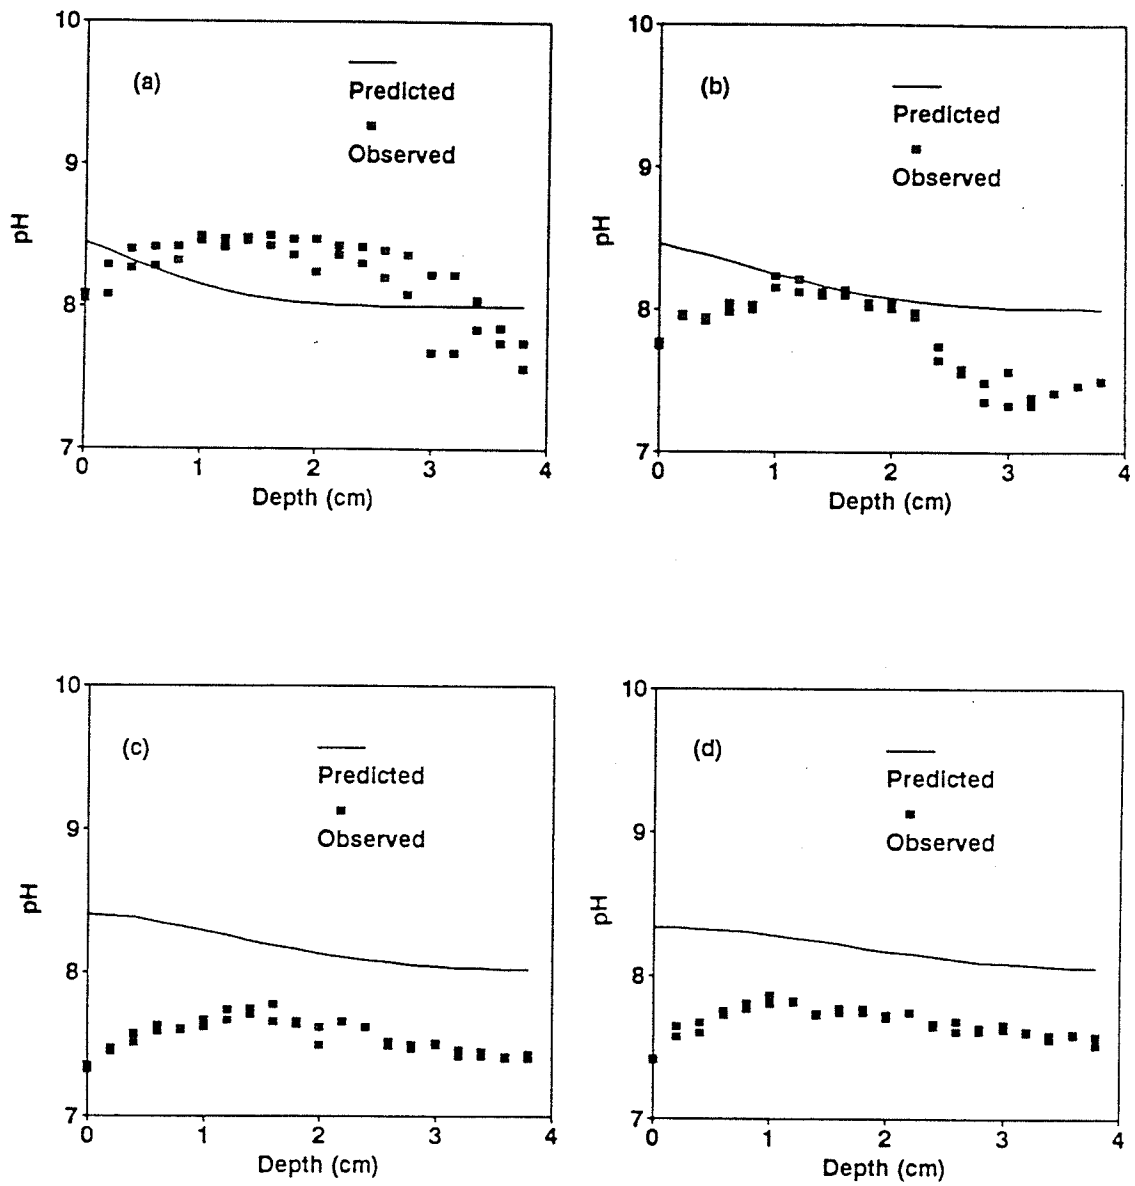 10
9
8
7
pH
(a)
Predicted
Observed
0 1 2 3 4
Depth (cm)
10
9
8
7
pH
(b)
Predicted
Observed
0 1 2 3 4
Depth (cm)
10
9
8
7
pH
(c)
Predicted
Observed
0 1 2 3 4
Depth (cm)
10
9
8
7
pH
(d)
Predicted
Observed
0 1 2 3 4
Depth (cm)